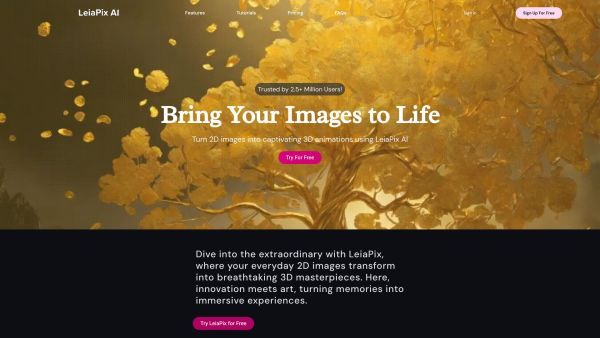 LeiaPix AI
Features Tutorials Pricing FAQs
Sign in
Sign Up For Free
Trusted by 2.5+ Million Users!
Bring Your Images to Life
Turn 2D images into captivating 3D animations using LeiaPix AI
Try For Free
Dive into the extraordinary with LeiaPix,
where your everyday 2D images transform
into breathtaking 3D masterpieces. Here,
innovation meets art, turning memories into
immersive experiences.
Try LeiaPix for Free